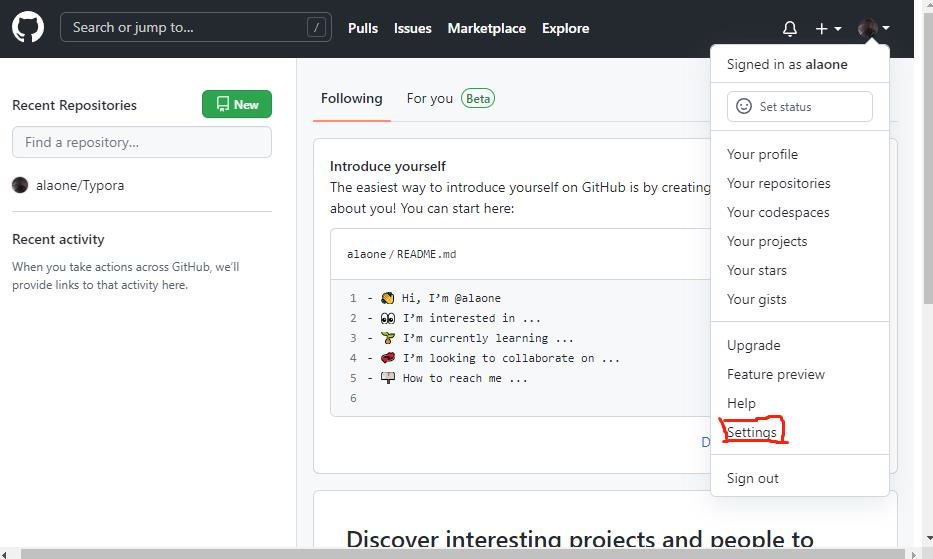 Search or jump to...
/
Pulls
Issues
Marketplace
Explore
Signed in as alaone
Set status
Your profile
Your repositories
Your codespaces
Your projects
Your stars
Your gists
Upgrade
Feature preview
Help
Settings
Sign out
Recent Repositories
New
Find a repository...
alaone/Typora
Recent activity
When you take actions across GitHub, we’ll
provide links to that activity here.
Following
For you
Beta
Introduce yourself
The easiest way to introduce yourself on GitHub is by creating
about you! You can start here:
alaone/README.md
1 - 👋 Hi, I’m @alaone
2 - 👀 I’m interested in ...
3 - 🌱 I’m currently learning ...
4 - 💞️ I’m looking to collaborate on ...
5 - 📫 How to reach me ...
6
D
Discover interesting projects and people to